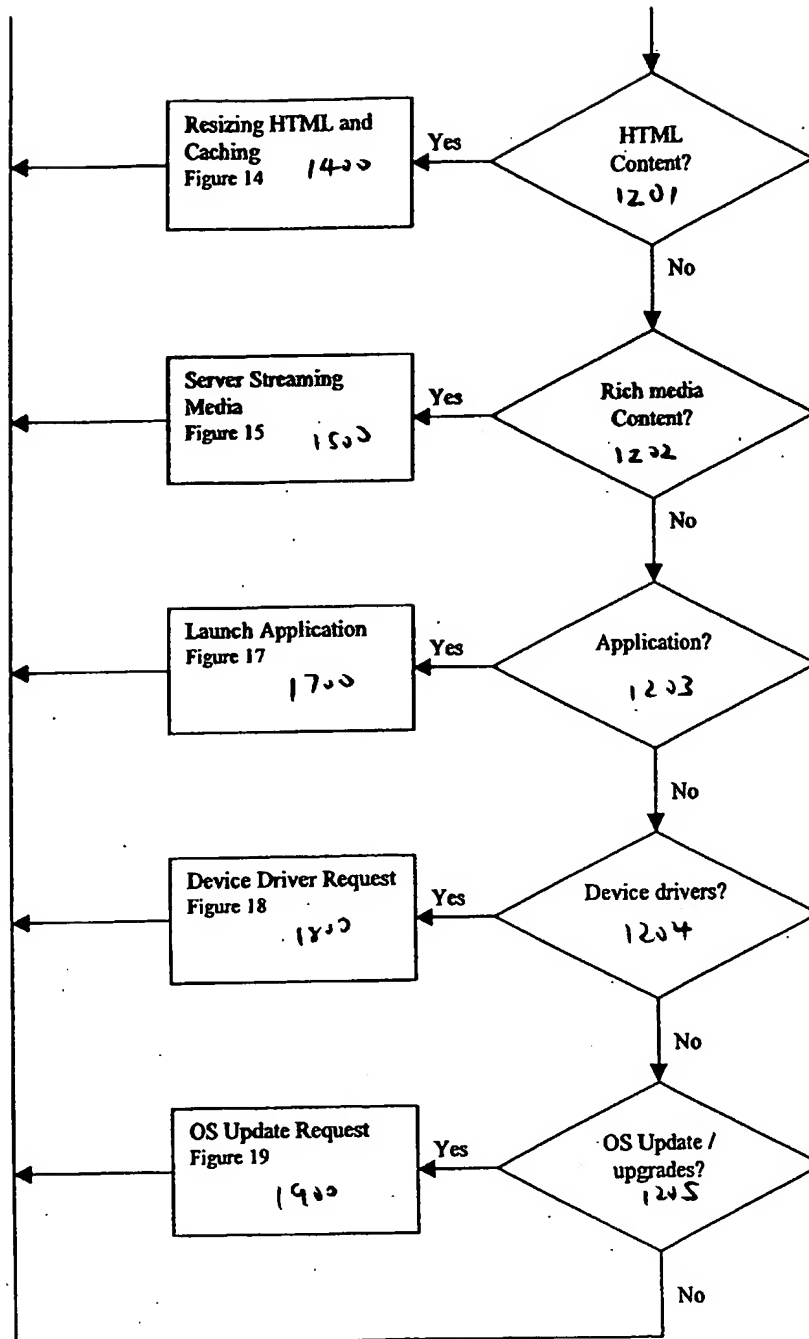 Resizing HTML and
Caching
Figure 14 1400
Yes
HTML
Content?
1201
No
Server Streaming
Media
Figure 15 1500
Yes
Rich media
Content?
1202
No
Launch Application
Figure 17
1700
Yes
Application?
1203
No
Device Driver Request
Figure 18
1800
Yes
Device drivers?
1204
No
OS Update Request
Figure 19
1900
Yes
OS Update /
upgrades?
1205
No